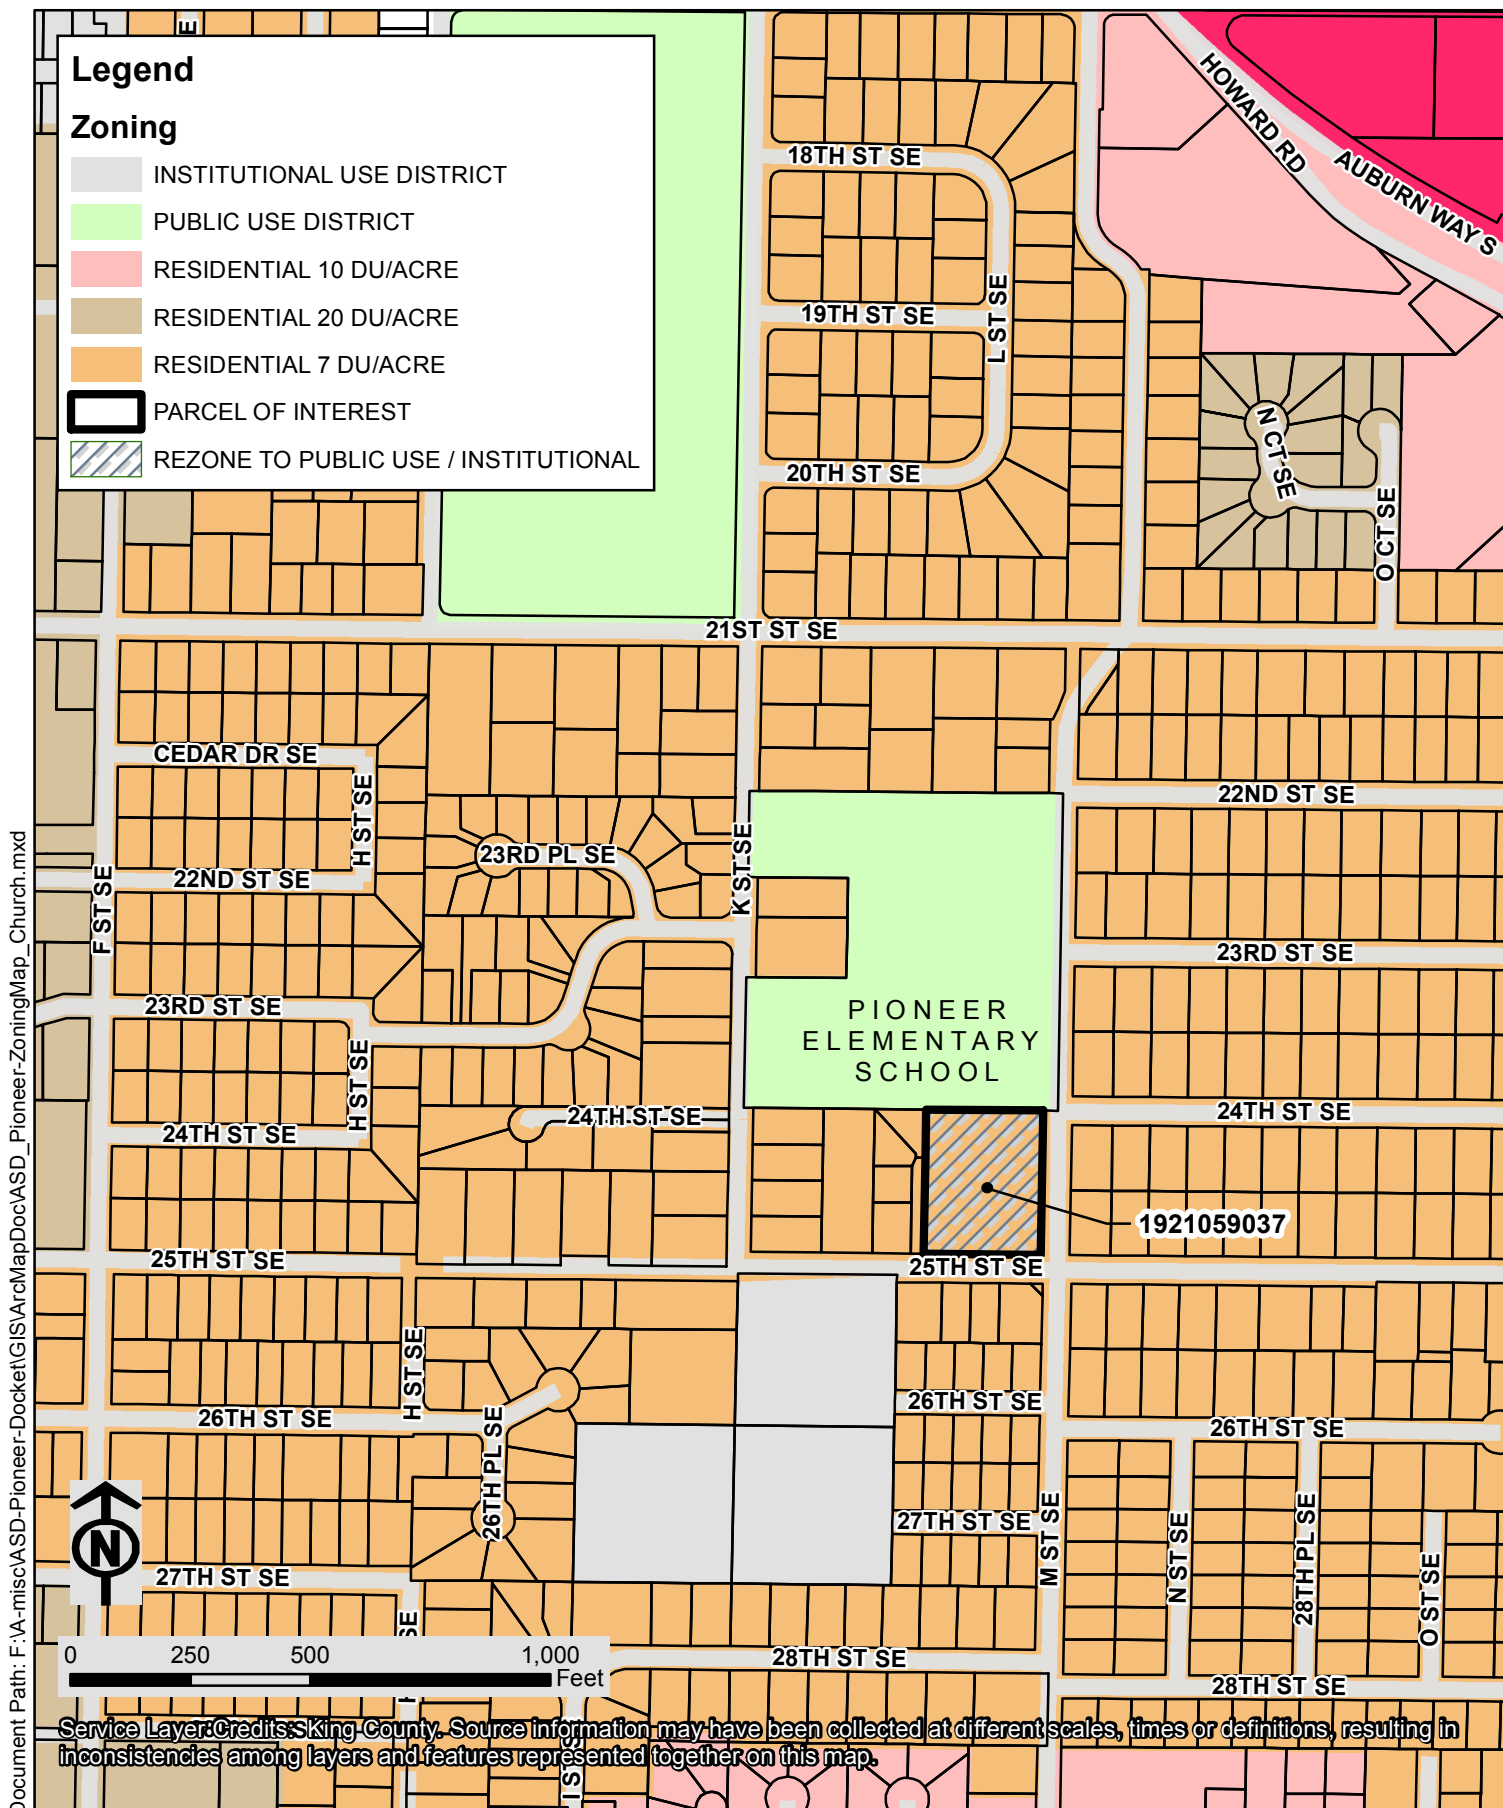 Legend
Zoning
INSTITUTIONAL USE DISTRICT
PUBLIC USE DISTRICT
RESIDENTIAL 10 DU/ACRE
RESIDENTIAL 20 DU/ACRE
RESIDENTIAL 7 DU/ACRE
PARCEL OF INTEREST
REZONE TO PUBLIC USE / INSTITUTIONAL
E
HOWARD RD
AUBURN WAY S
18TH ST SE
19TH ST SE
L ST SE
20TH ST SE
N CT SE
O CT SE
21ST ST SE
CEDAR DR SE
H ST SE
22ND ST SE
23RD PL SE
K ST SE
22ND ST SE
F ST SE
23RD ST SE
23RD ST SE
PIONEER
ELEMENTARY
SCHOOL
H ST SE
24TH ST SE
24TH ST SE
24TH ST SE
1921059037
25TH ST SE
25TH ST SE
H ST SE
26TH ST SE
26TH ST SE
26TH ST SE
26TH PL SE
27TH ST SE
M ST SE
N ST SE
28TH PL SE
O ST SE
N
27TH ST SE
SE
28TH ST SE
28TH ST SE
0 250 500 1,000
Feet
I S
Service Layer Credits: King County. Source information may have been collected at different scales, times or definitions, resulting in
inconsistencies among layers and features represented together on this map.
Document Path: F:\A-misc\ASD-Pioneer-Docket\GIS\ArcMapDoc\ASD_Pioneer-ZoningMap_Church.mxd